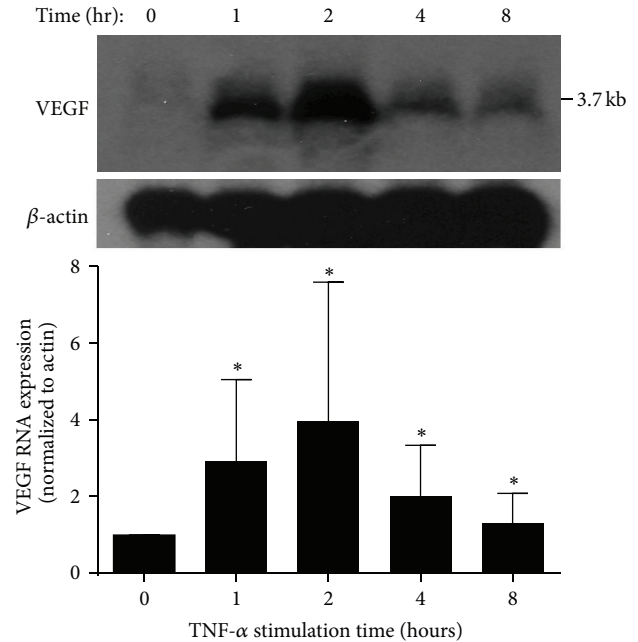 Time (hr): 0 1 2 4 8
VEGF
3.7 kb
β-actin
8
6
4
2
0
VEGF RNA expression
(normalized to actin)
*
*
*
*
0 1 2 4 8
TNF-α stimulation time (hours)